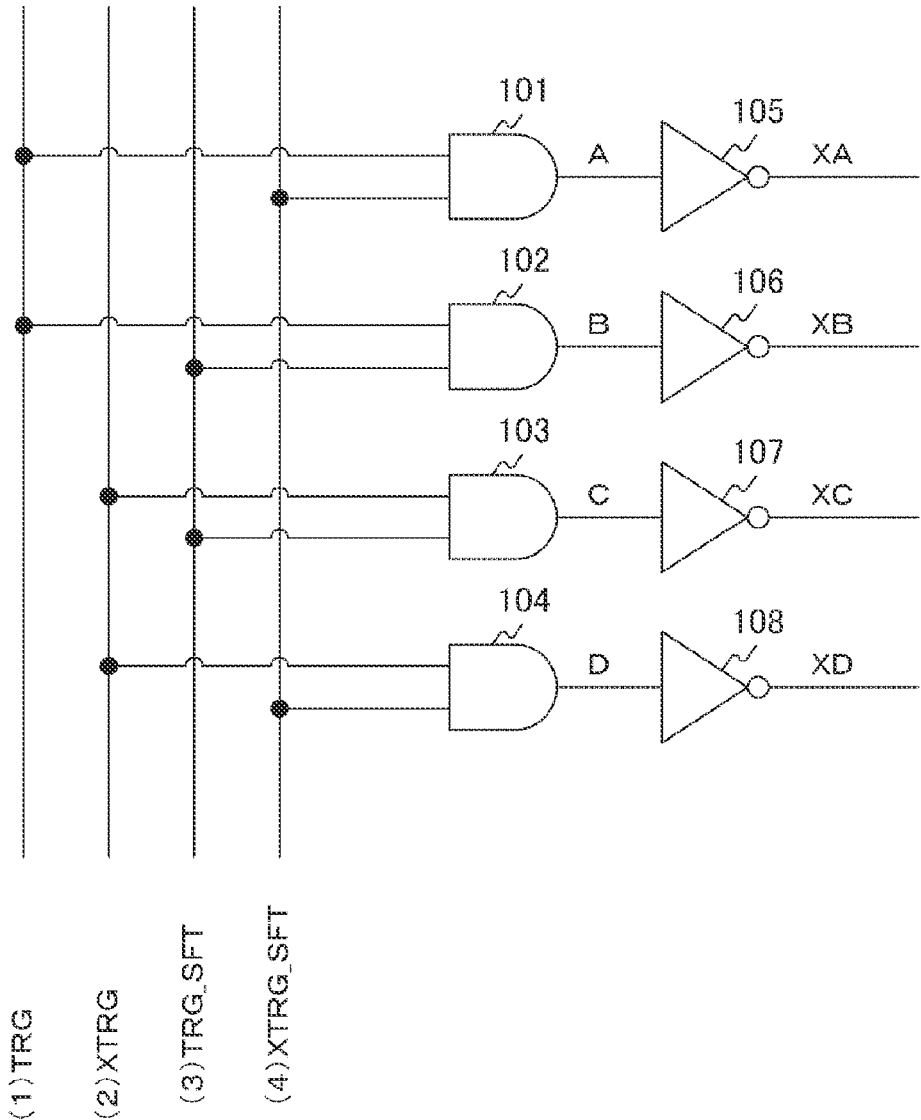 101
A
105
XA
102
B
106
XB
103
C
107
XC
104
D
108
XD
(1)TRG
(2)XTRG
(3)TRG_SFT
(4)XTRG_SFT